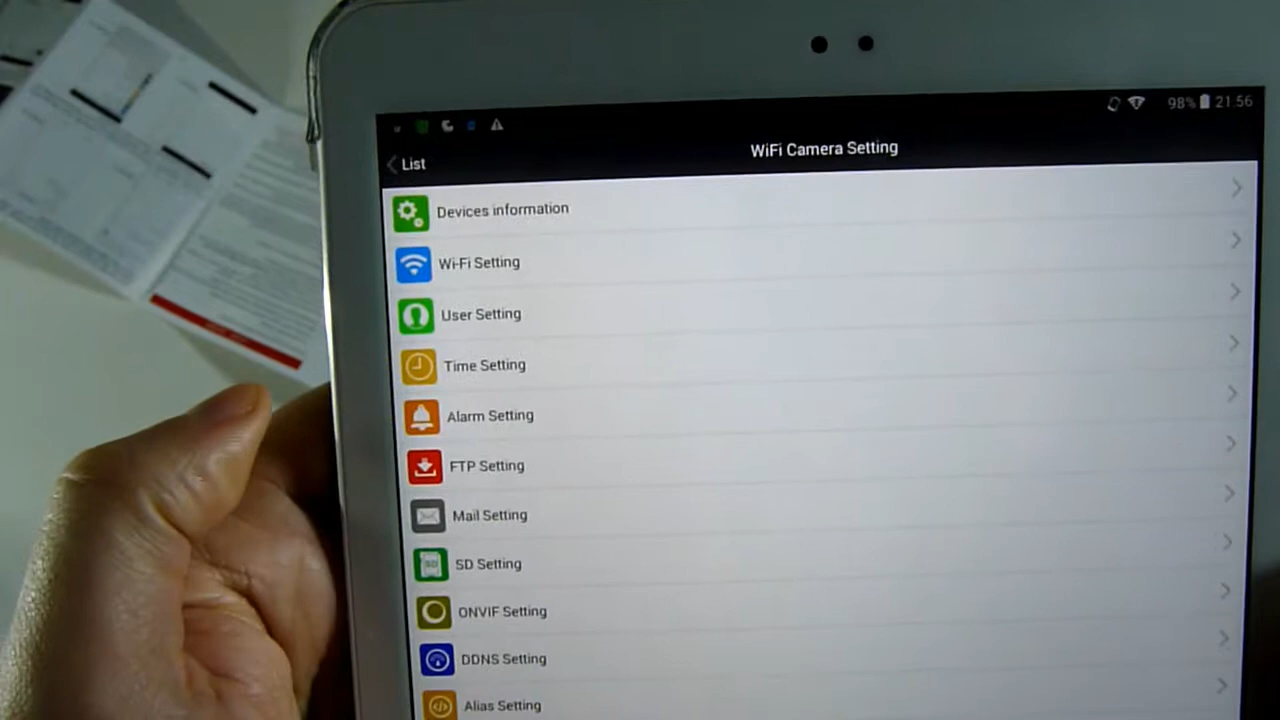 98% 21.56
List
WiFi Camera Setting
Devices information
Wi-Fi Setting
User Setting
Time Setting
Alarm Setting
FTP Setting
Mail Setting
SD Setting
ONVIF Setting
DDNS Setting
Alias Setting